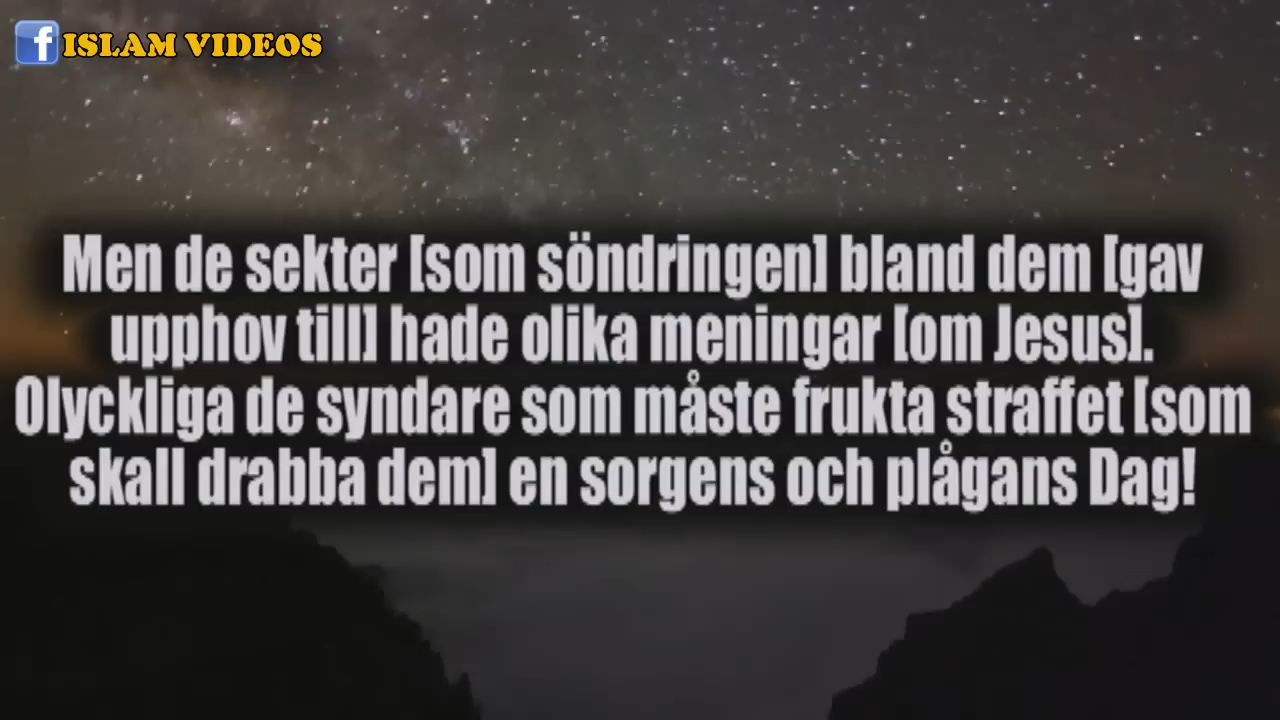 ISLAM VIDEOS
Men de sekter [som söndringen] bland dem [gav
upphov till] hade olika meningar [om Jesus].
Olyckliga de syndare som måste frukta straffet [som
skall drabba dem] en sorgens och plågans Dag!